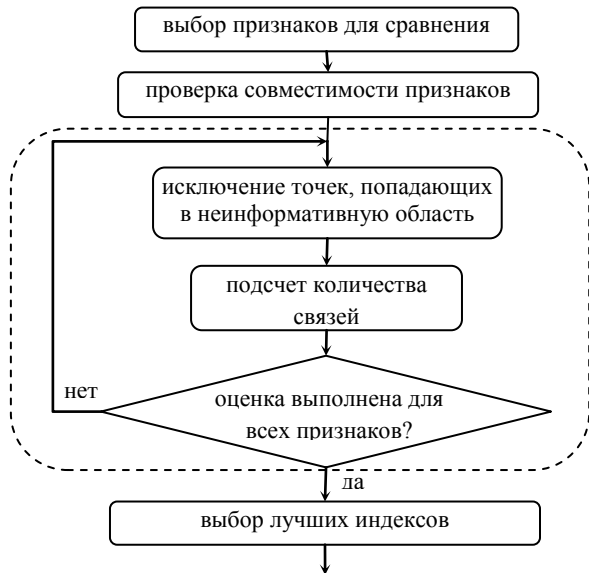 выбор признаков для сравнения
проверка совместимости признаков
исключение точек, попадающих
в неинформативную область
подсчет количества
связей
нет
оценка выполнена для
всех признаков?
да
выбор лучших индексов